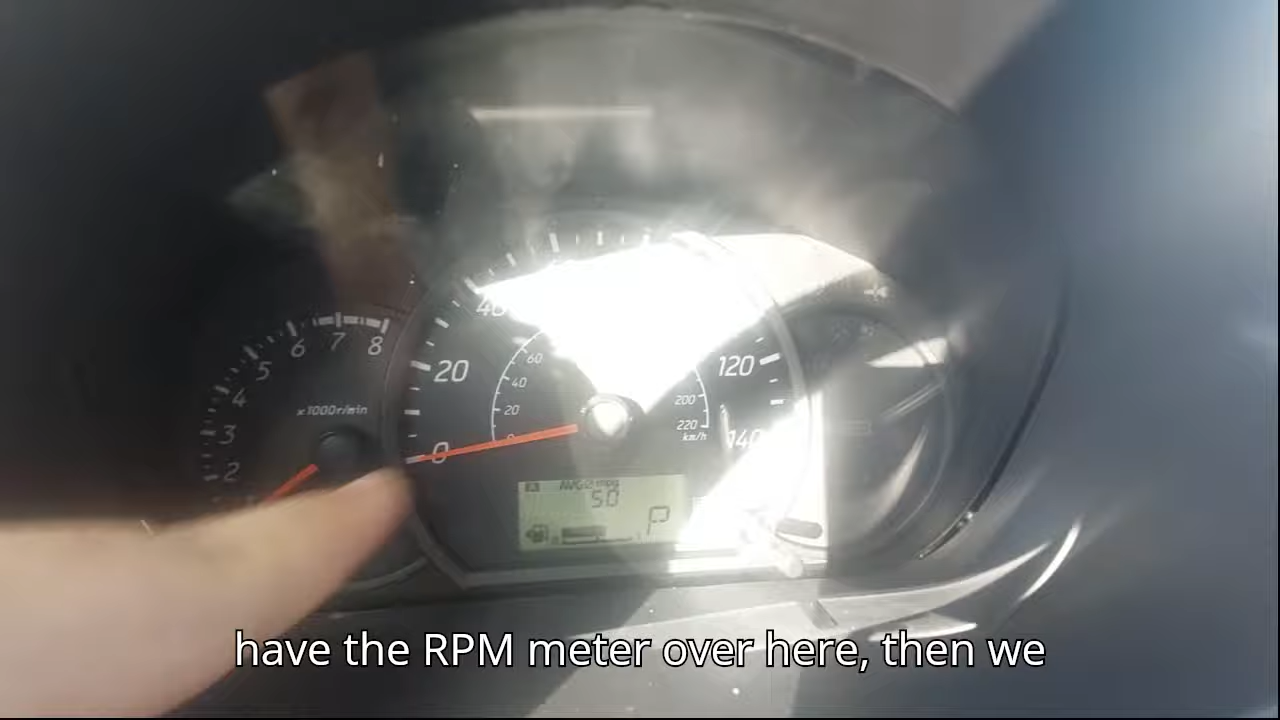 6 7 8
5
4
3
2
x1000r/min
40
20
0
60
40
20
120
140
200
220
km/h
A AVG mpg
50
P
have the RPM meter over here, then we